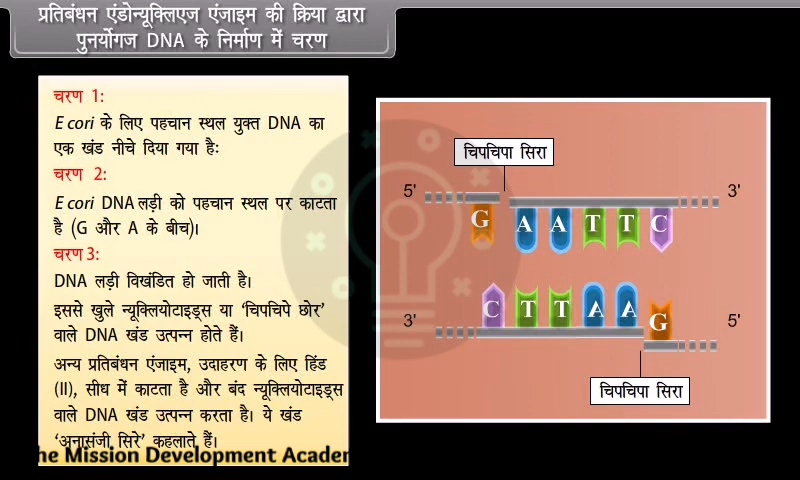 प्रतिबंधन एंडोन्यूक्लिएज एंजाइम की क्रिया द्वारा
पुनर्योगज DNA के निर्माण में चरण
चरण 1:
E cori के लिए पहचान स्थल युक्त DNA का
एक खंड नीचे दिया गया है:
चरण 2:
E cori DNA लड़ी को पहचान स्थल पर काटता
है (G और A के बीच)।
चरण 3:
DNA लड़ी विखंडित हो जाती है।
इससे खुले न्यूक्लियोटाइड्स या ‘चिपचिपे छोर’
वाले DNA खंड उत्पन्न होते हैं।
अन्य प्रतिबंधन एंजाइम, उदाहरण के लिए हिंड
(II), सीध में काटता है और बंद न्यूक्लियोटाइड्स
वाले DNA खंड उत्पन्न करता है। ये खंड
‘अनासंजी सिरे’ कहलाते हैं।
he Mission Development Acade
चिपचिपा सिरा
5' 3'
G A A T T C
C T T A A G
3' 5'
चिपचिपा सिरा